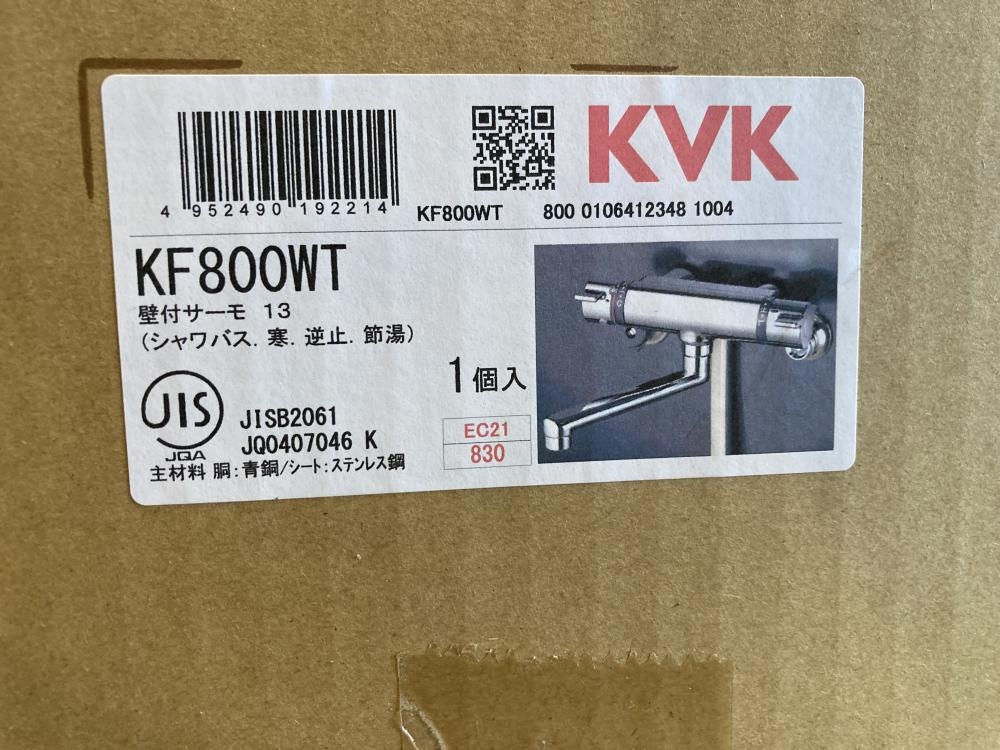 KVK
4 952490 192214
KF800WT 800 0106412348 1004
KF800WT
壁付サーモ 13
(シャワバス.寒.逆止.節湯)
1個入
JIS
JQA
JISB2061
JQ0407046 K
EC21
830
主材料 胴:青銅/シート:ステンレス鋼